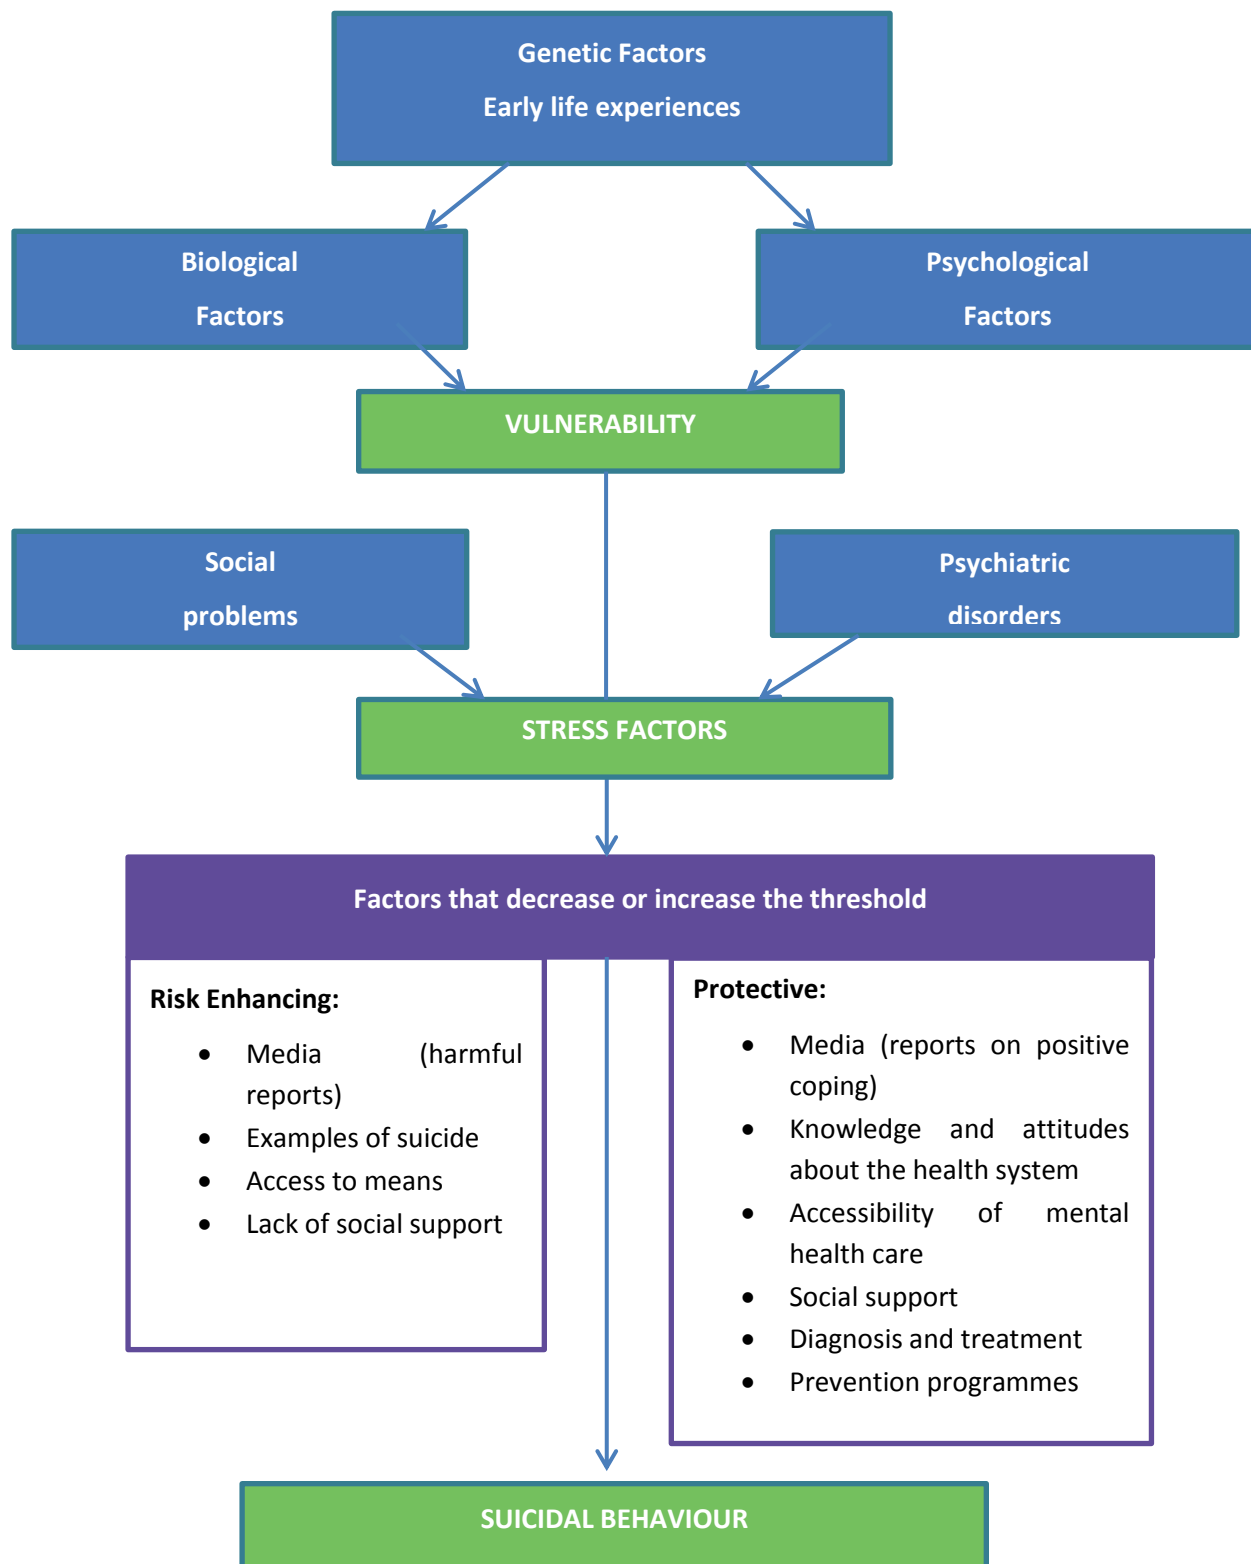 Genetic Factors
Early life experiences
Biological
Factors
Psychological
Factors
VULNERABILITY
Social
problems
Psychiatric
disorders
STRESS FACTORS
Factors that decrease or increase the threshold
Risk Enhancing:
• Media (harmful
reports)
• Examples of suicide
• Access to means
• Lack of social support
Protective:
• Media (reports on positive
coping)
• Knowledge and attitudes
about the health system
• Accessibility of mental
health care
• Social support
• Diagnosis and treatment
• Prevention programmes
SUICIDAL BEHAVIOUR